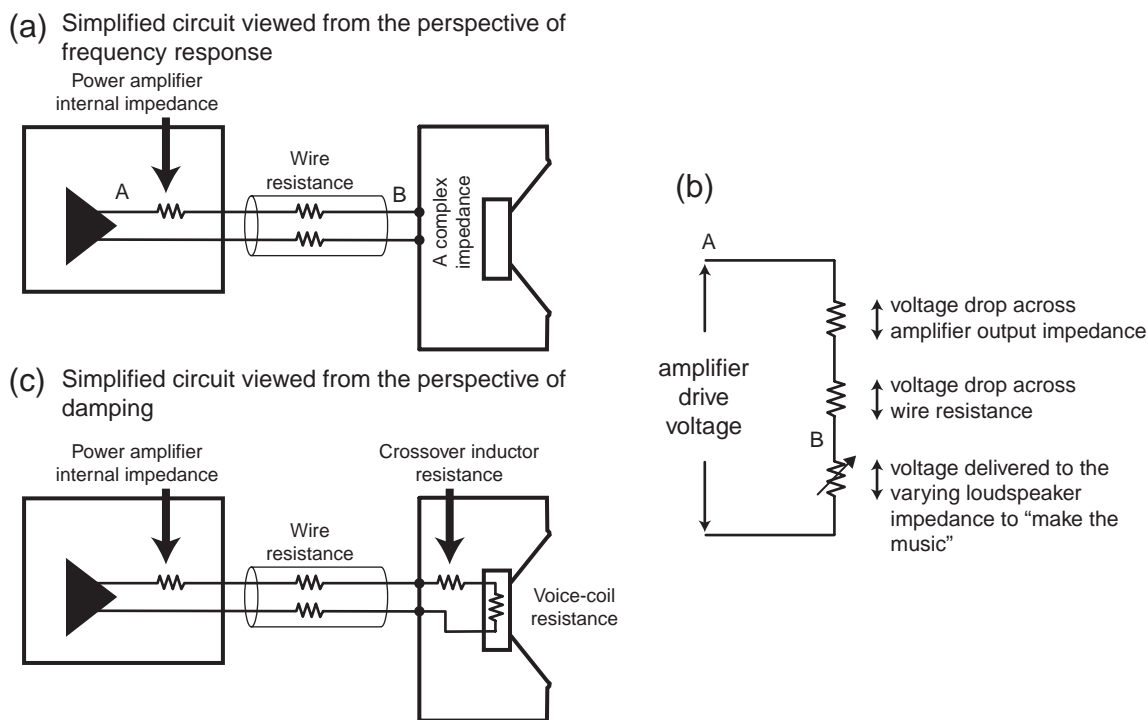 (a) Simplified circuit viewed from the perspective of
frequency response
Power amplifier
internal impedance
A
Wire
resistance
B
A complex
impedance
(b)
A
amplifier
drive
voltage
voltage drop across
amplifier output impedance
voltage drop across
wire resistance
B
voltage delivered to the
varying loudspeaker
impedance to “make the
music”
(c) Simplified circuit viewed from the perspective of
damping
Power amplifier
internal impedance
Wire
resistance
Crossover inductor
resistance
Voice-coil
resistance